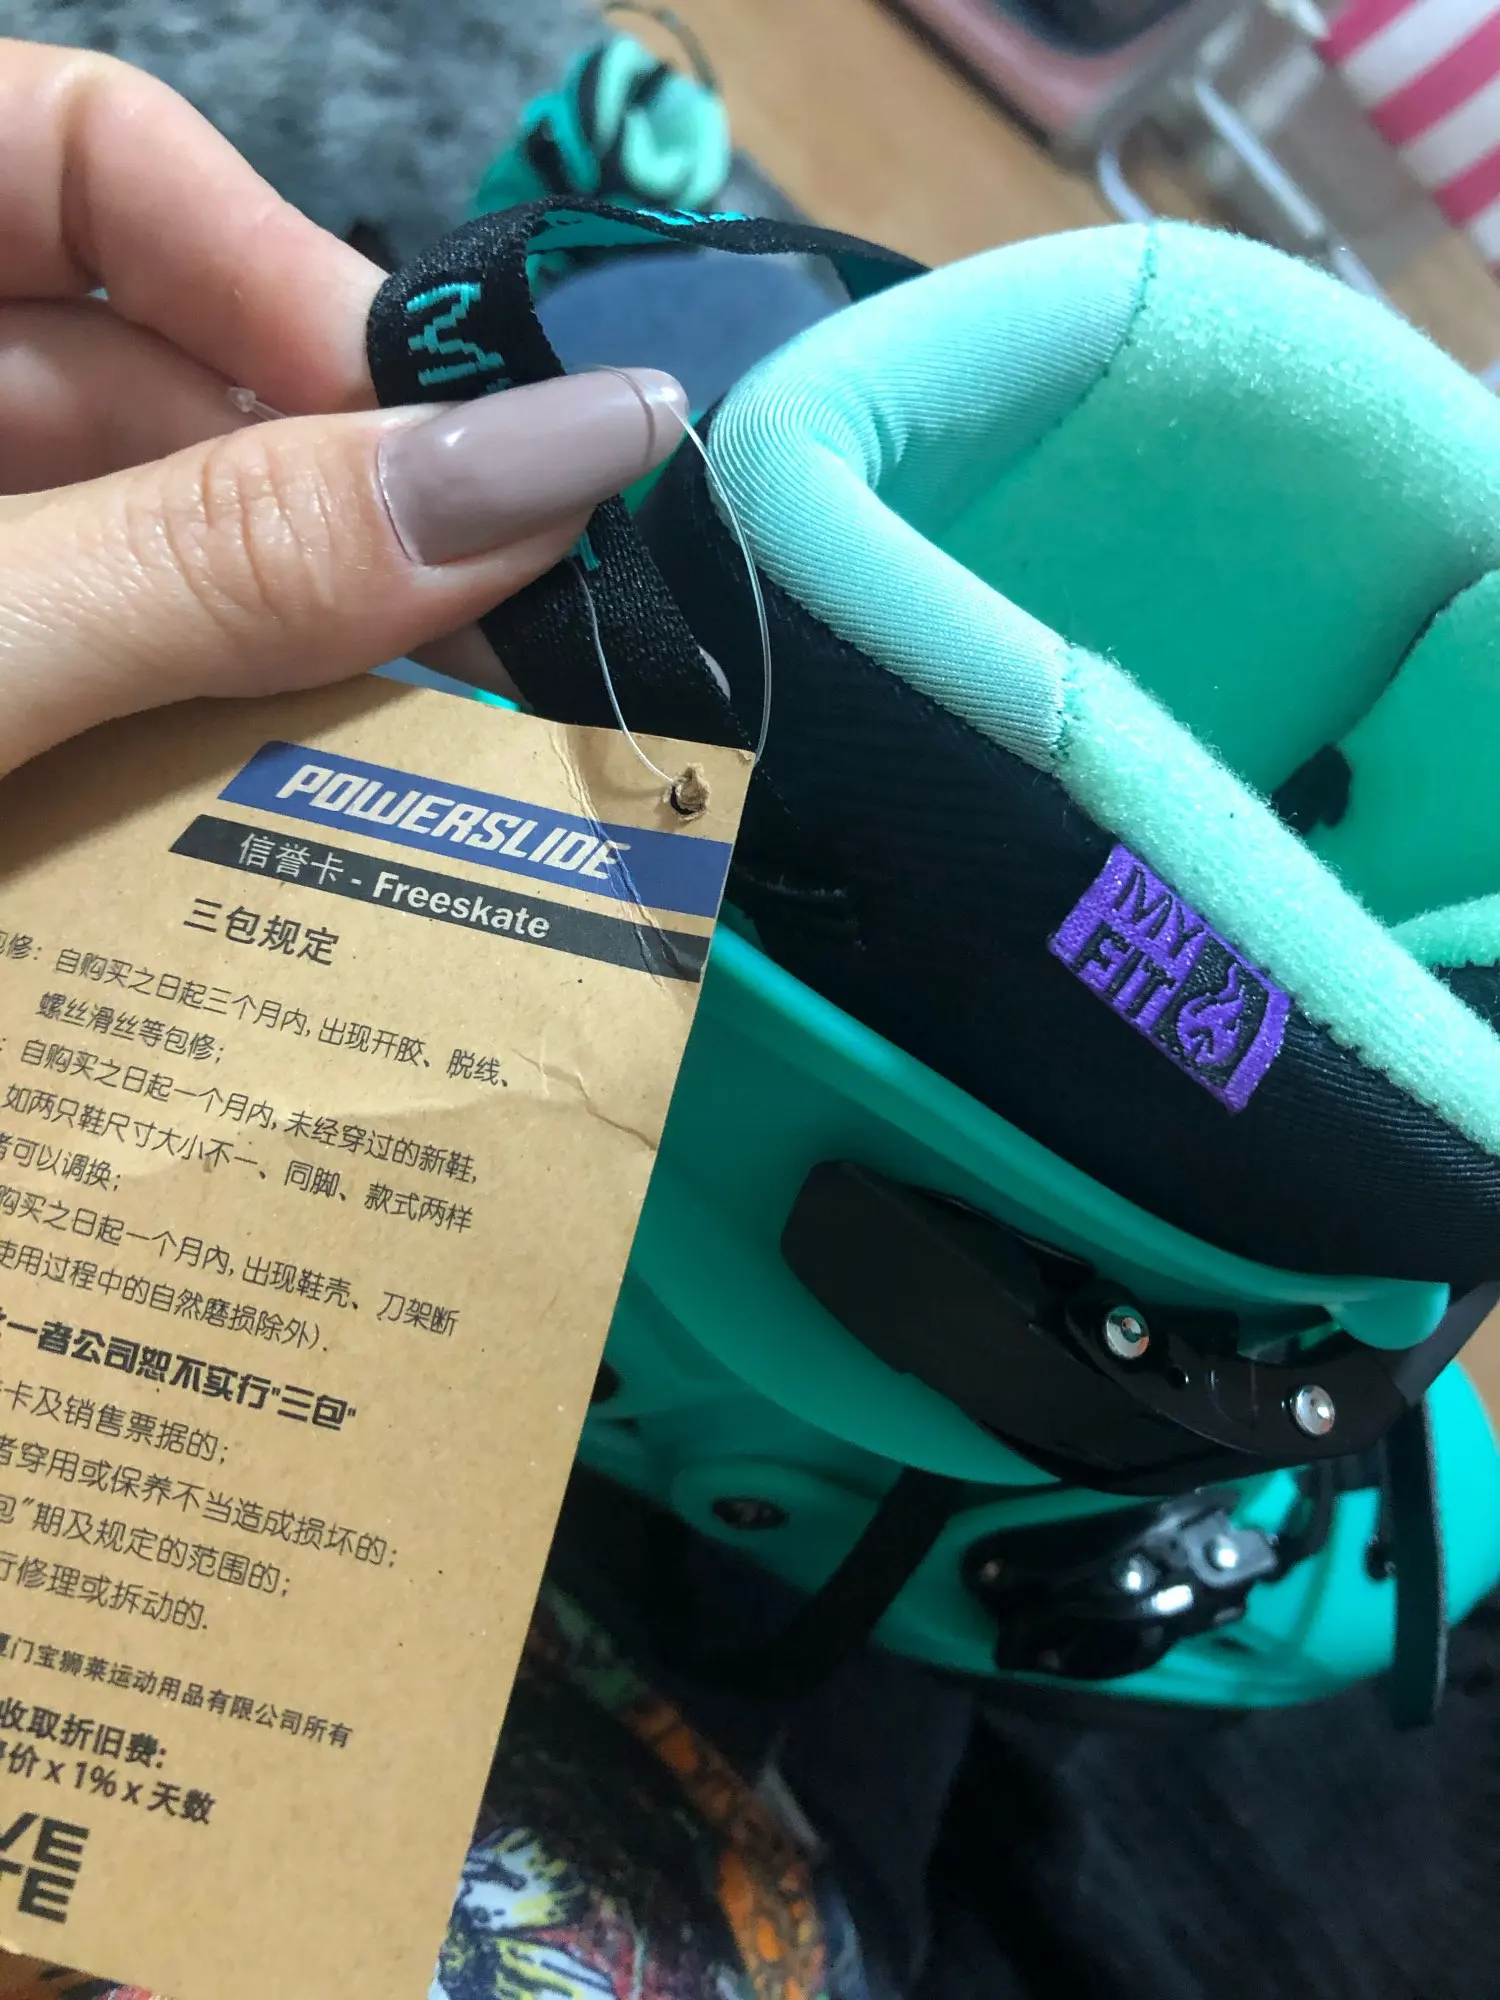 POWERSLIDE
信誉卡 - Freeskate
三包规定
包修: 自购买之日起三个月内, 出现开胶、脱线、
螺丝滑丝等包修;
: 自购买之日起一个月内, 未经穿过的新鞋,
如两只鞋尺寸大小不一、同脚、款式两样
者可以调换;
购买之日起一个月内, 出现鞋壳、刀架断
使用过程中的自然磨损除外).
一者公司恕不实行"三包"
卡及销售票据的;
者穿用或保养不当造成损坏的;
包"期及规定的范围的;
行修理或拆动的.
厦门宝狮莱运动用品有限公司所有
收取折旧费:
价 x 1% x 天数
VE
TE
MY
FIT